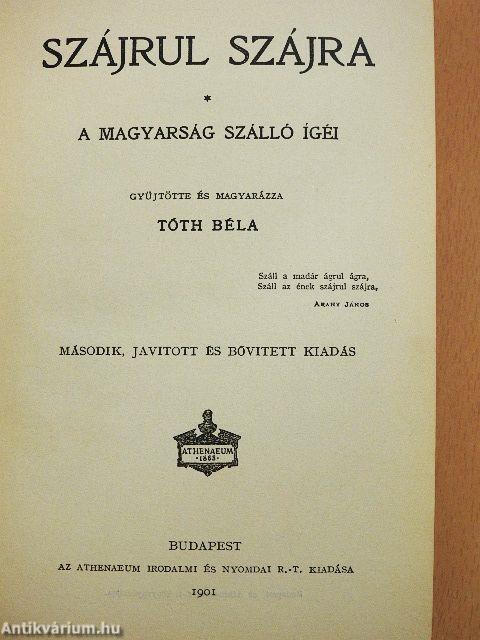 SZÁJRUL SZÁJRA
*
A MAGYARSÁG SZÁLLÓ ÍGÉI
GYŰJTÖTTE ÉS MAGYARÁZZA
TÓTH BÉLA
Száll a madár ágrul ágra,
Száll az ének szájrul szájra,
ARANY JÁNOS
MÁSODIK, JAVITOTT ÉS BŐVITETT KIADÁS
ATHENAEUM
·1868·
BUDAPEST
AZ ATHENAEUM IRODALMI ÉS NYOMDAI R.-T. KIADÁSA
1901
Antikvárium.hu